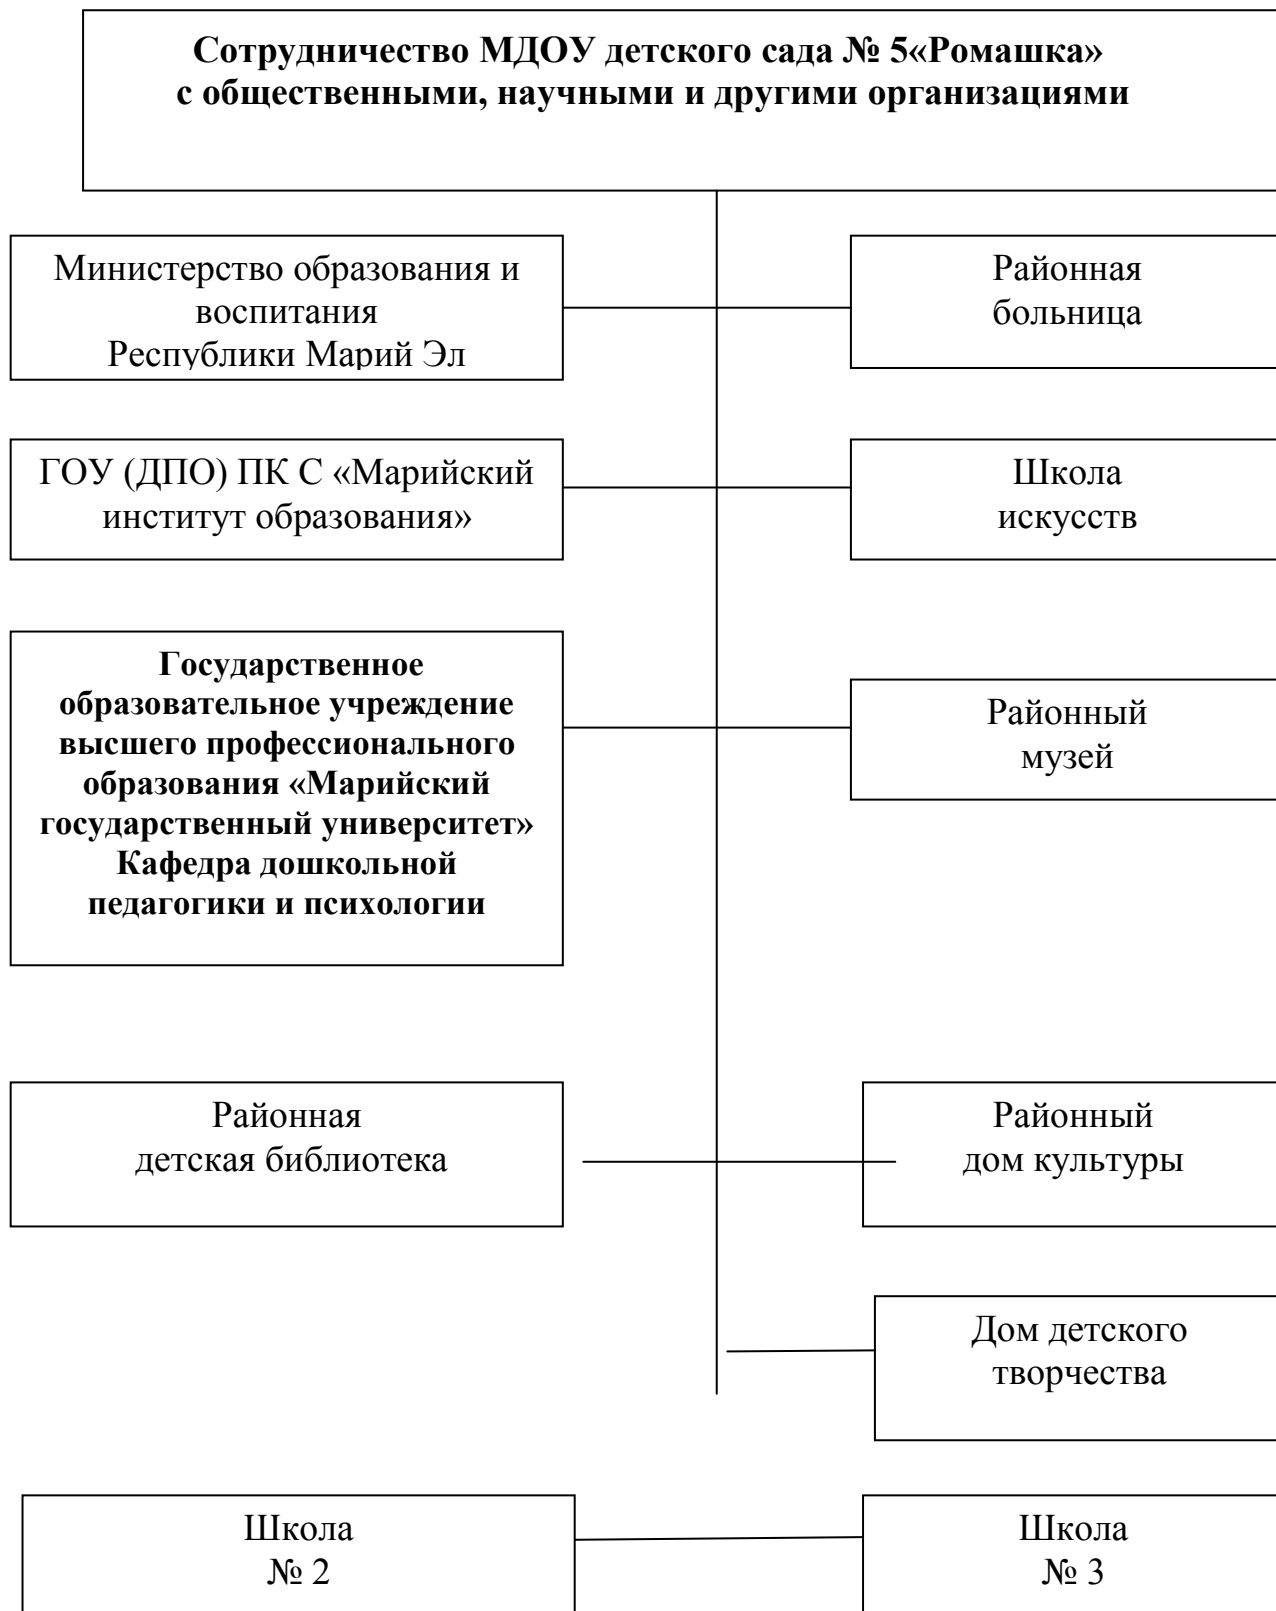 Сотрудничество МДОУ детского сада № 5«Ромашка»
с общественными, научными и другими организациями
Министерство образования и
воспитания
Республики Марий Эл
Районная
больница
ГОУ (ДПО) ПК С «Марийский
институт образования»
Школа
искусств
Государственное
образовательное учреждение
высшего профессионального
образования «Марийский
государственный университет»
Кафедра дошкольной
педагогики и психологии
Районный
музей
Районная
детская библиотека
Районный
дом культуры
Дом детского
творчества
Школа
№ 2
Школа
№ 3